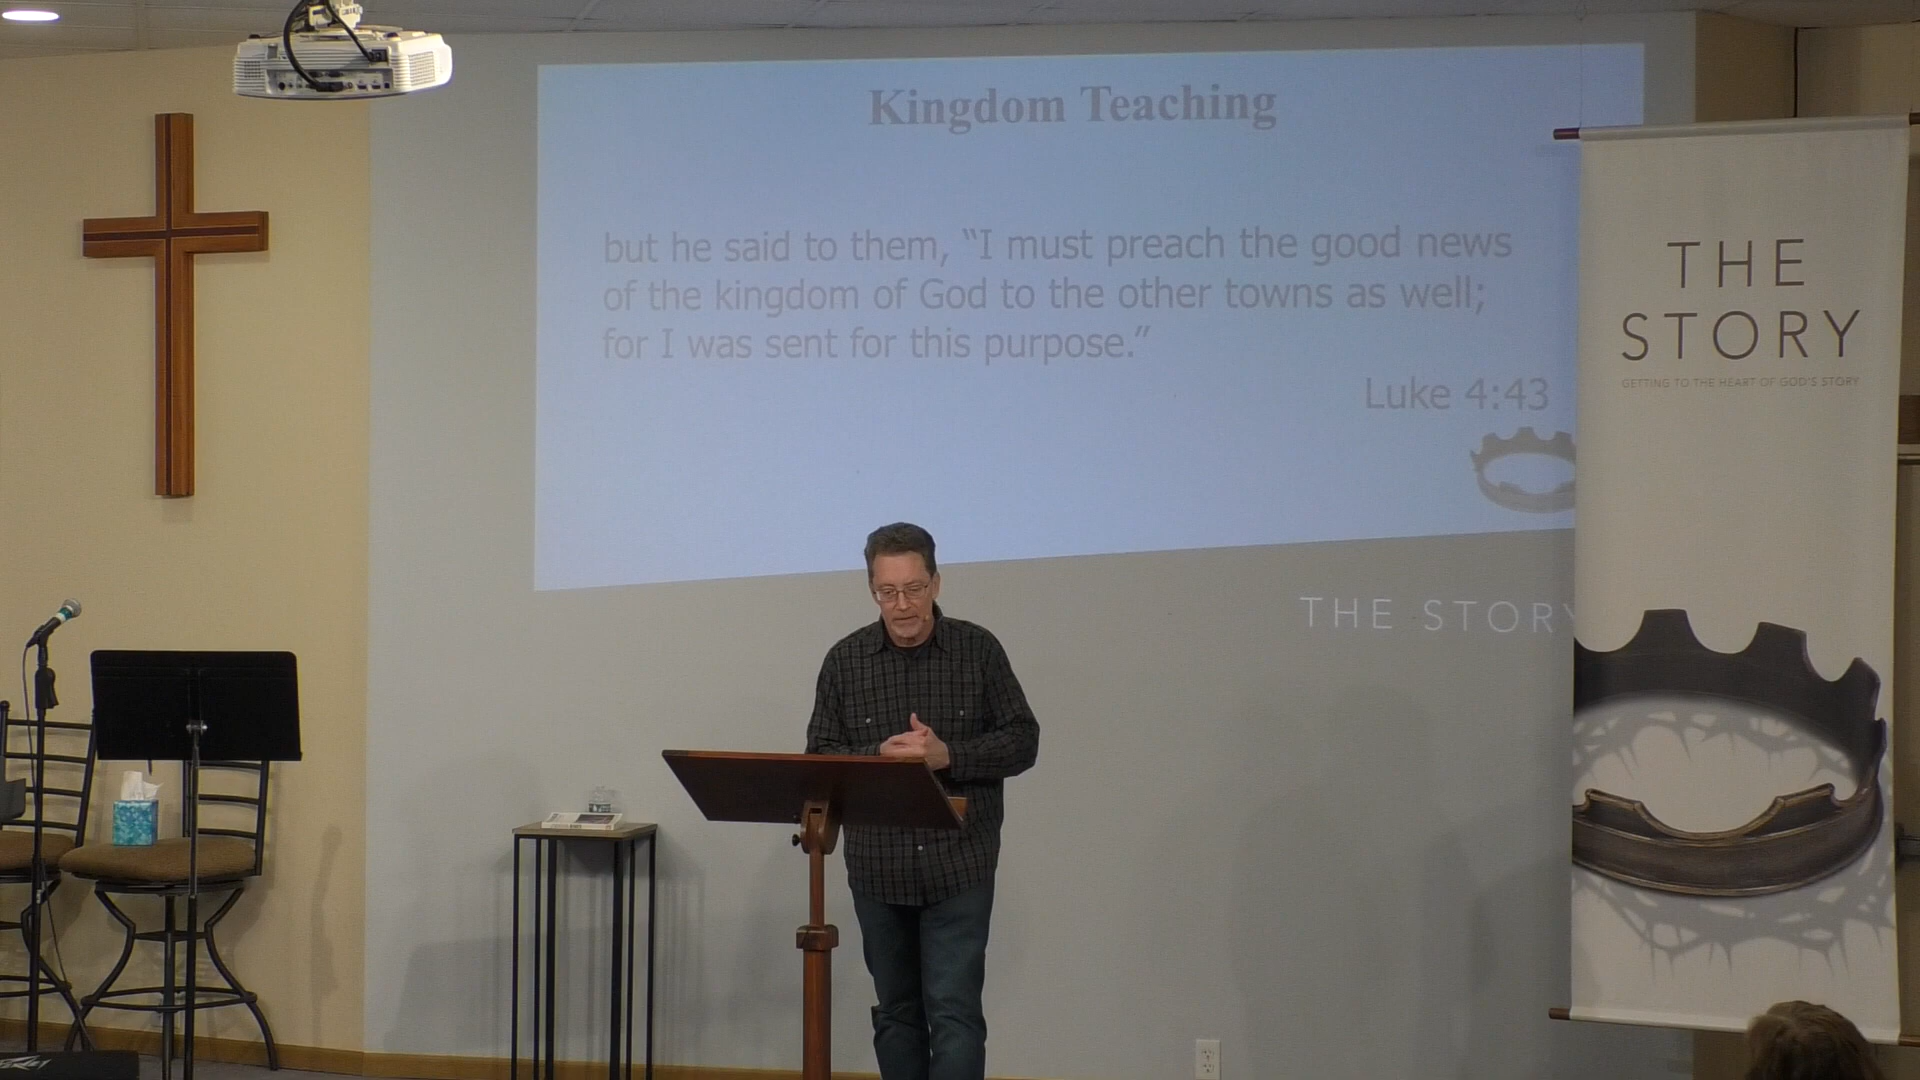 Kingdom Teaching
but he said to them, “I must preach the good news
of the kingdom of God to the other towns as well;
for I was sent for this purpose.”
Luke 4:43
THE STORY
THE
STORY
GETTING TO THE HEART OF GOD'S STORY